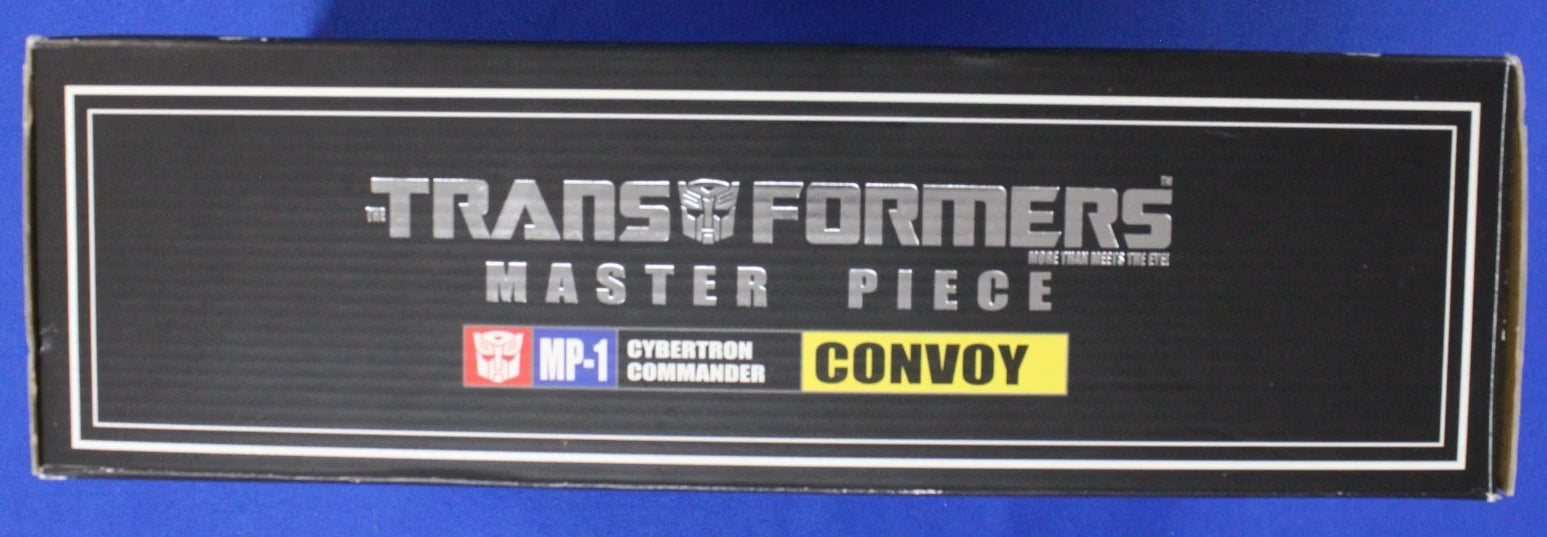 THE TRANSFORMERS TM
MORE THAN MEETS THE EYE!
MASTER PIECE
MP-1 CYBERTRON COMMANDER CONVOY